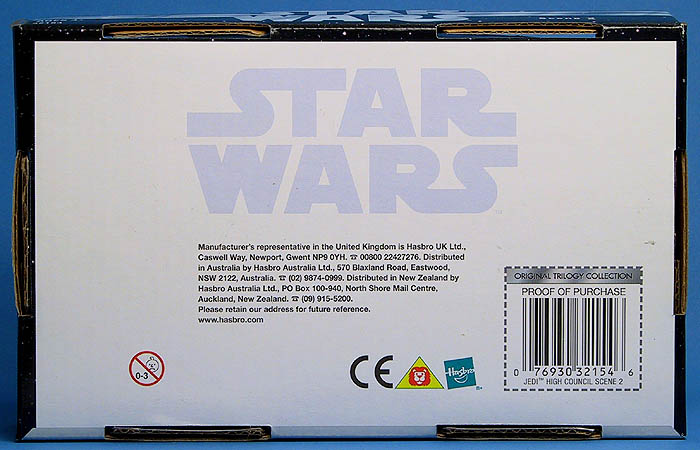 STAR
WARS
Manufacturer's representative in the United Kingdom is Hasbro UK Ltd.,
Caswell Way, Newport, Gwent NP9 0YH. ☎ 00800 22427276. Distributed
in Australia by Hasbro Australia Ltd., 570 Blaxland Road, Eastwood,
NSW 2122, Australia. ☎ (02) 9874-0999. Distributed in New Zealand by
Hasbro Australia Ltd., PO Box 100-940, North Shore Mail Centre,
Auckland, New Zealand. ☎ (09) 915-5200.
Please retain our address for future reference.
www.hasbro.com
0-3
CE
Hasbro
ORIGINAL TRILOGY COLLECTION
PROOF OF PURCHASE
0 76930 32154 6
JEDI™ HIGH COUNCIL SCENE 2